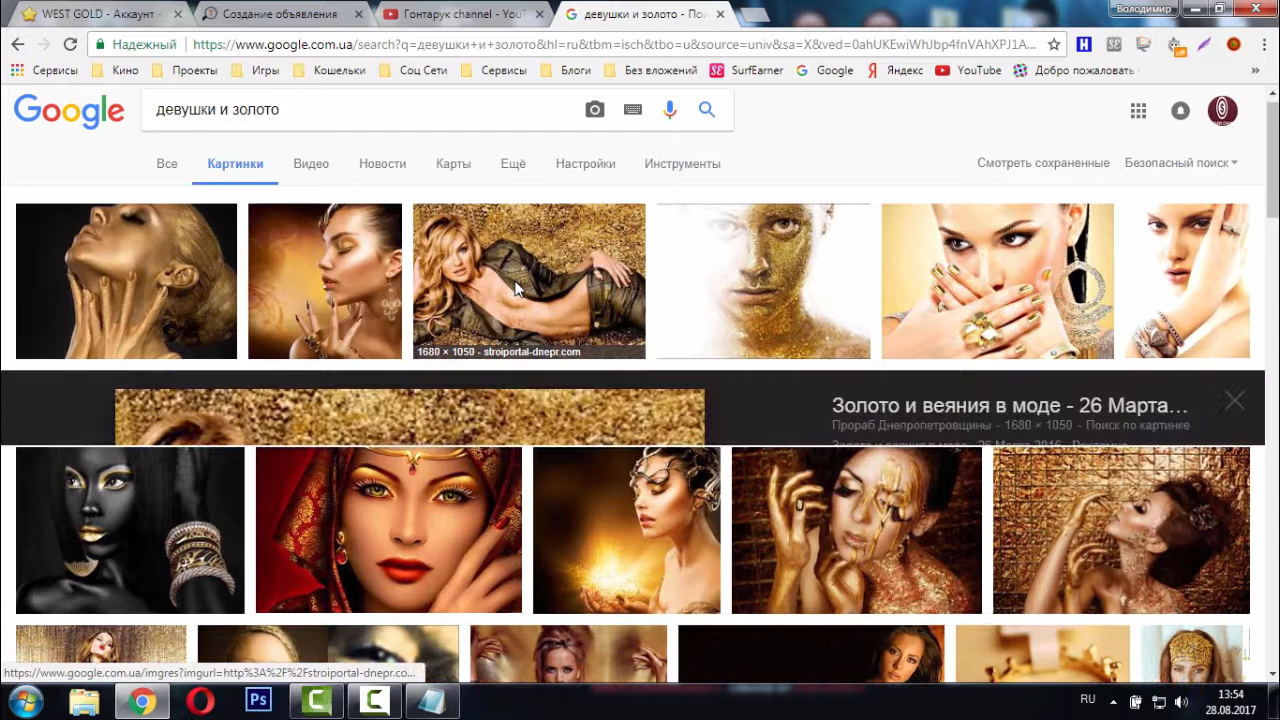 WEST GOLD - Аккаунт -
Создание объявления
Гонтарук channel - YouT
девушки и золото - Пои
Володимир
Надежный
https://www.google.com.ua/search?q=девушки+и+золото&hl=ru&tbm=isch&tbo=u&source=univ&sa=X&ved=0ahUKEwiWhJbp4fnVAhXPJ1A...
Сервисы
Кино
Проекты
Игры
Кошельки
Соц Сети
Сервисы
Блоги
Без вложений
SurfEarner
Google
Яндекс
YouTube
Добро пожаловать
»
Google
девушки и золото
Все
Картинки
Видео
Новости
Карты
Ещё
Настройки
Инструменты
Смотреть сохраненные
Безопасный поиск
1680 × 1050 - stroiportal-dnepr.com
Золото и веяния в моде - 26 Марта...
Прораб Днепропетровщины - 1680 × 1050 - Поиск по картинке
https://www.google.com.ua/imgres?imgurl=http%3A%2F%2Fstroiportal-dnepr.co...
Ps
RU
13:54
28.08.2017